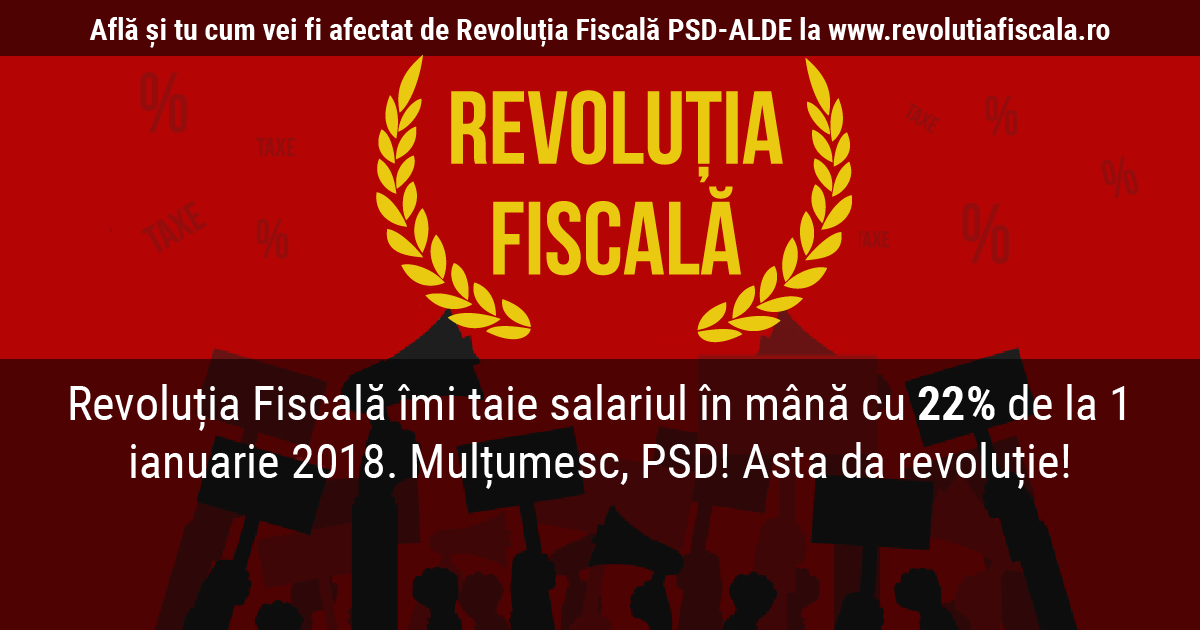 Află și tu cum vei fi afectat de Revoluția Fiscală PSD-ALDE la www.revolutiafiscala.ro
REVOLUȚIA
FISCALĂ
%
TAXE
TAXE
%
TAXE
%
%
TAXE
%
Revoluția Fiscală îmi taie salariul în mână cu 22% de la 1
ianuarie 2018. Mulțumesc, PSD! Asta da revoluție!